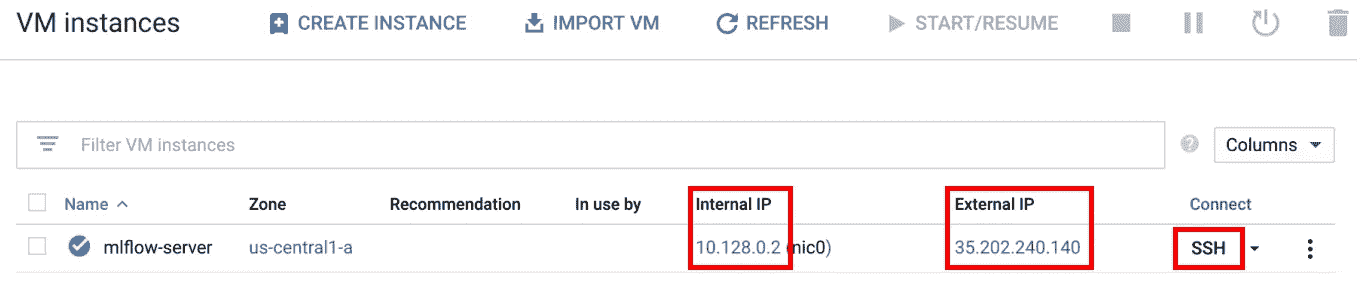 VM instances CREATE INSTANCE IMPORT VM REFRESH START/RESUME
Filter VM instances ? Columns
Name Zone Recommendation In use by Internal IP External IP Connect
mlflow-server us-central1-a 10.128.0.2 (nic0) 35.202.240.140 SSH